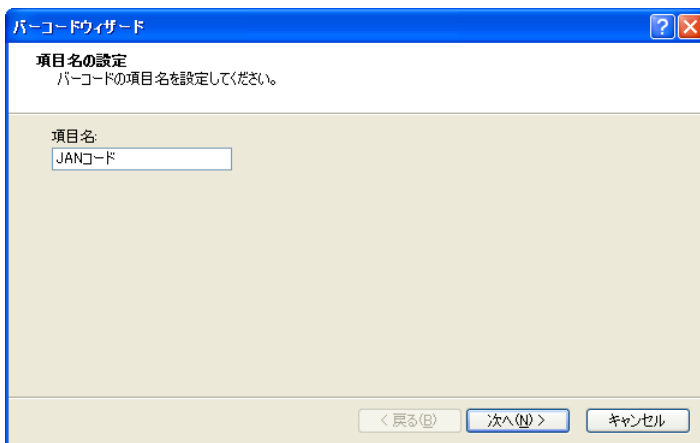 バーコードウィザード
項目名の設定
バーコードの項目名を設定してください。
項目名:
JANコード
< 戻る(B)
次へ(N) >
キャンセル